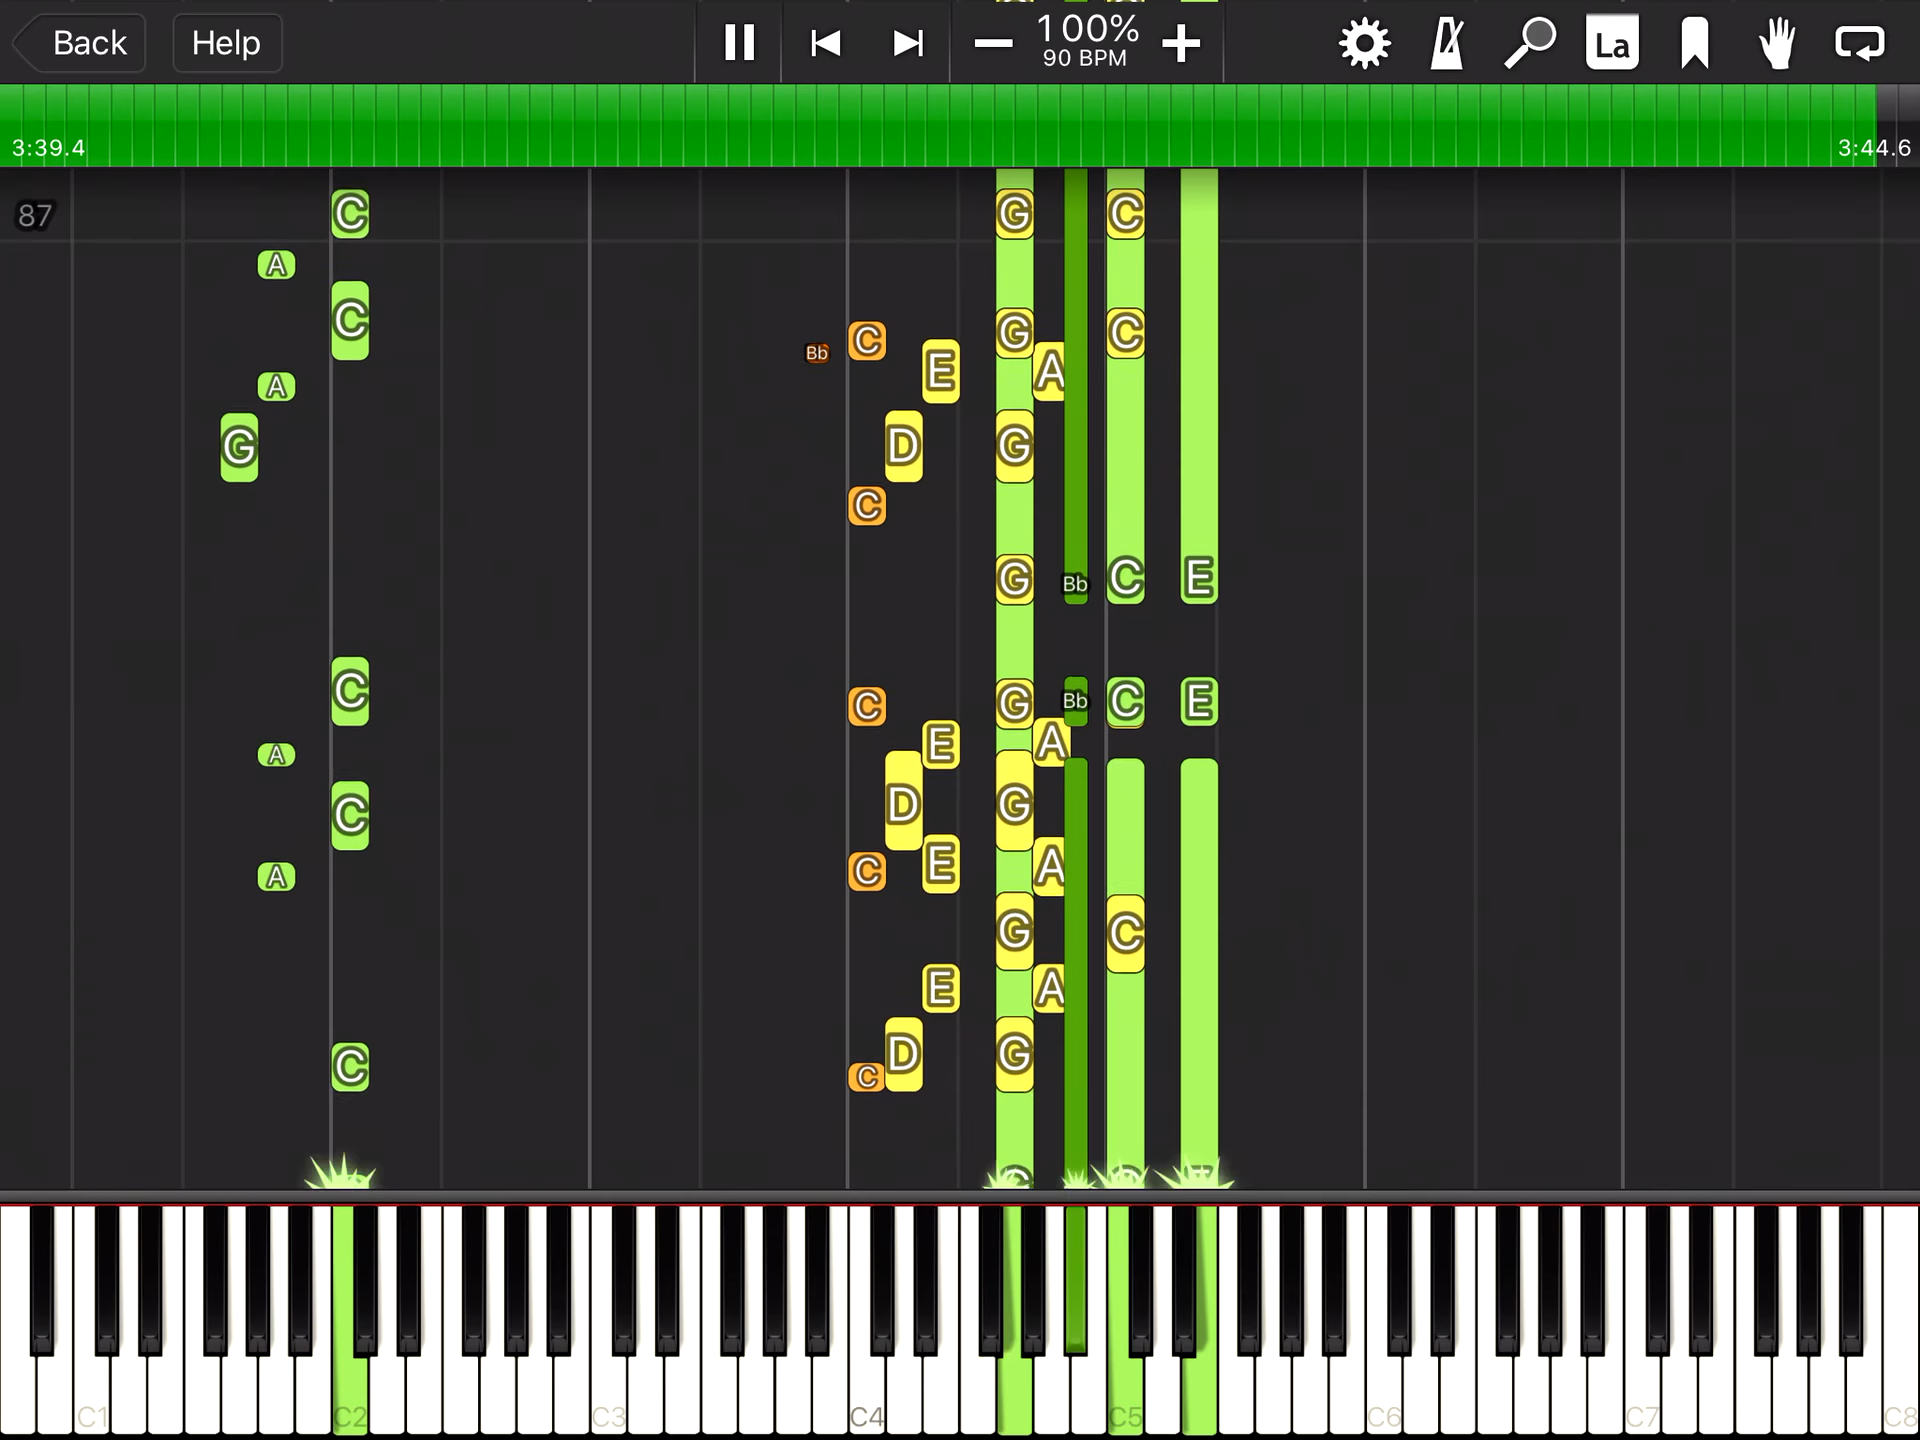 Back Help 100% La
90 BPM
3:39.4 3:44.6
87 C G C
A
C G C
Bb C E A
A
G D G
C
G Bb C E
C C G Bb C E
A E A
C D G
A C E A
G C
E A
C C D G
C1 C2 C3 C4 C5 C6 C7 C8